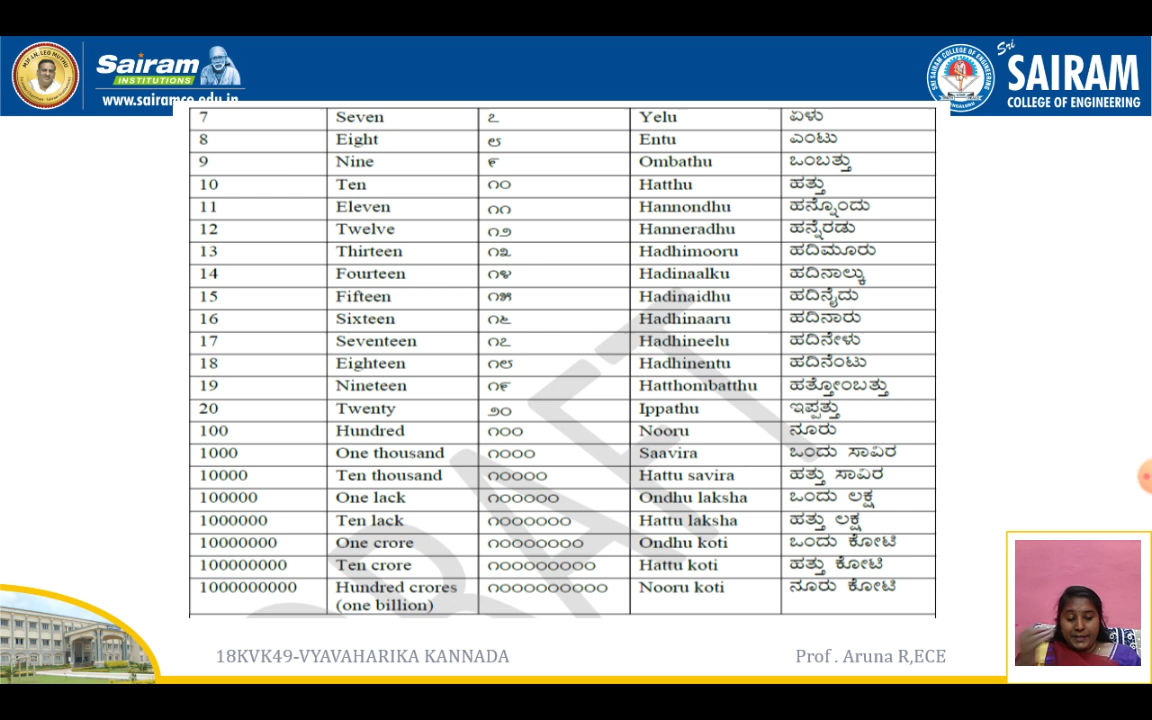 Sairam
INSTITUTIONS
www.sairamce.edu.in
Sri
SAIRAM
COLLEGE OF ENGINEERING
7 Seven ೭ Yelu ಏಳು
8 Eight ೮ Entu ಎಂಟು
9 Nine ೯ Ombathu ಒಂಬತ್ತು
10 Ten ೧೦ Hatthu ಹತ್ತು
11 Eleven ೧೧ Hannondhu ಹನ್ನೊಂದು
12 Twelve ೧೨ Hanneradhu ಹನ್ನೆರಡು
13 Thirteen ೧೩ Hadhimooru ಹದಿಮೂರು
14 Fourteen ೧೪ Hadinaalku ಹದಿನಾಲ್ಕು
15 Fifteen ೧೫ Hadinaidhu ಹದಿನೈದು
16 Sixteen ೧೬ Hadhinaaru ಹದಿನಾರು
17 Seventeen ೧೭ Hadhineelu ಹದಿನೇಳು
18 Eighteen ೧೮ Hadhinentu ಹದಿನೆಂಟು
19 Nineteen ೧೯ Hatthombatthu ಹತ್ತೋಂಬತ್ತು
20 Twenty ೨೦ Ippathu ಇಪ್ಪತ್ತು
100 Hundred ೧೦೦ Nooru ನೂರು
1000 One thousand ೧೦೦೦ Saavira ಒಂದು ಸಾವಿರ
10000 Ten thousand ೧೦೦೦೦ Hattu savira ಹತ್ತು ಸಾವಿರ
100000 One lack ೧೦೦೦೦೦ Ondhu laksha ಒಂದು ಲಕ್ಷ
1000000 Ten lack ೧೦೦೦೦೦೦ Hattu laksha ಹತ್ತು ಲಕ್ಷ
10000000 One crore ೧೦೦೦೦೦೦೦ Ondhu koti ಒಂದು ಕೋಟಿ
100000000 Ten crore ೧೦೦೦೦೦೦೦೦ Hattu koti ಹತ್ತು ಕೋಟಿ
1000000000 Hundred crores ೧೦೦೦೦೦೦೦೦೦ Nooru koti ನೂರು ಕೋಟಿ
(one billion)
18KVK49-VYAVAHARIKA KANNADA
Prof . Aruna R,ECE